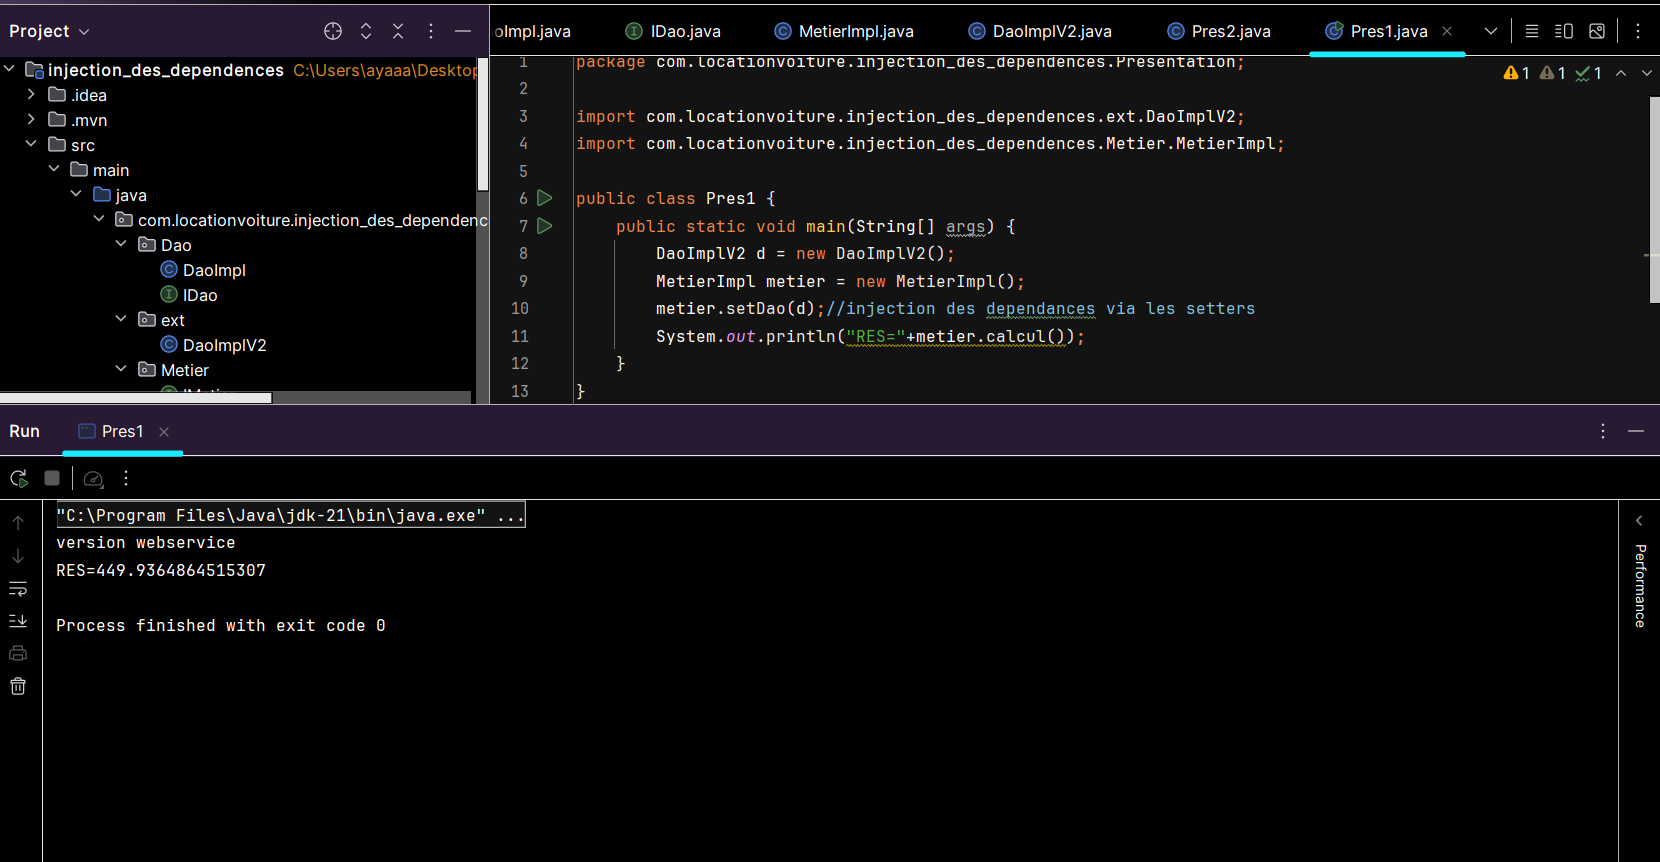 Project
injection_des_dependences C:\Users\ayaaa\Desktop
.idea
.mvn
src
main
java
com.locationvoiture.injection_des_dependenc
Dao
DaoImpl
IDao
ext
DaoImplV2
Metier
oImpl.java IDao.java MetierImpl.java DaoImplV2.java Pres2.java Pres1.java
1 1 1
1 package com.locationvoiture.injection_des_dependences.Presentation;
2
3 import com.locationvoiture.injection_des_dependences.ext.DaoImplV2;
4 import com.locationvoiture.injection_des_dependences.Metier.MetierImpl;
5
6 public class Pres1 {
7 public static void main(String[] args) {
8 DaoImplV2 d = new DaoImplV2();
9 MetierImpl metier = new MetierImpl();
10 metier.setDao(d);//injection des dependances via les setters
11 System.out.println("RES="+metier.calcul());
12 }
13 }
Run Pres1
"C:\Program Files\Java\jdk-21\bin\java.exe" ...
version webservice
RES=449.9364864515307
Process finished with exit code 0
Performance